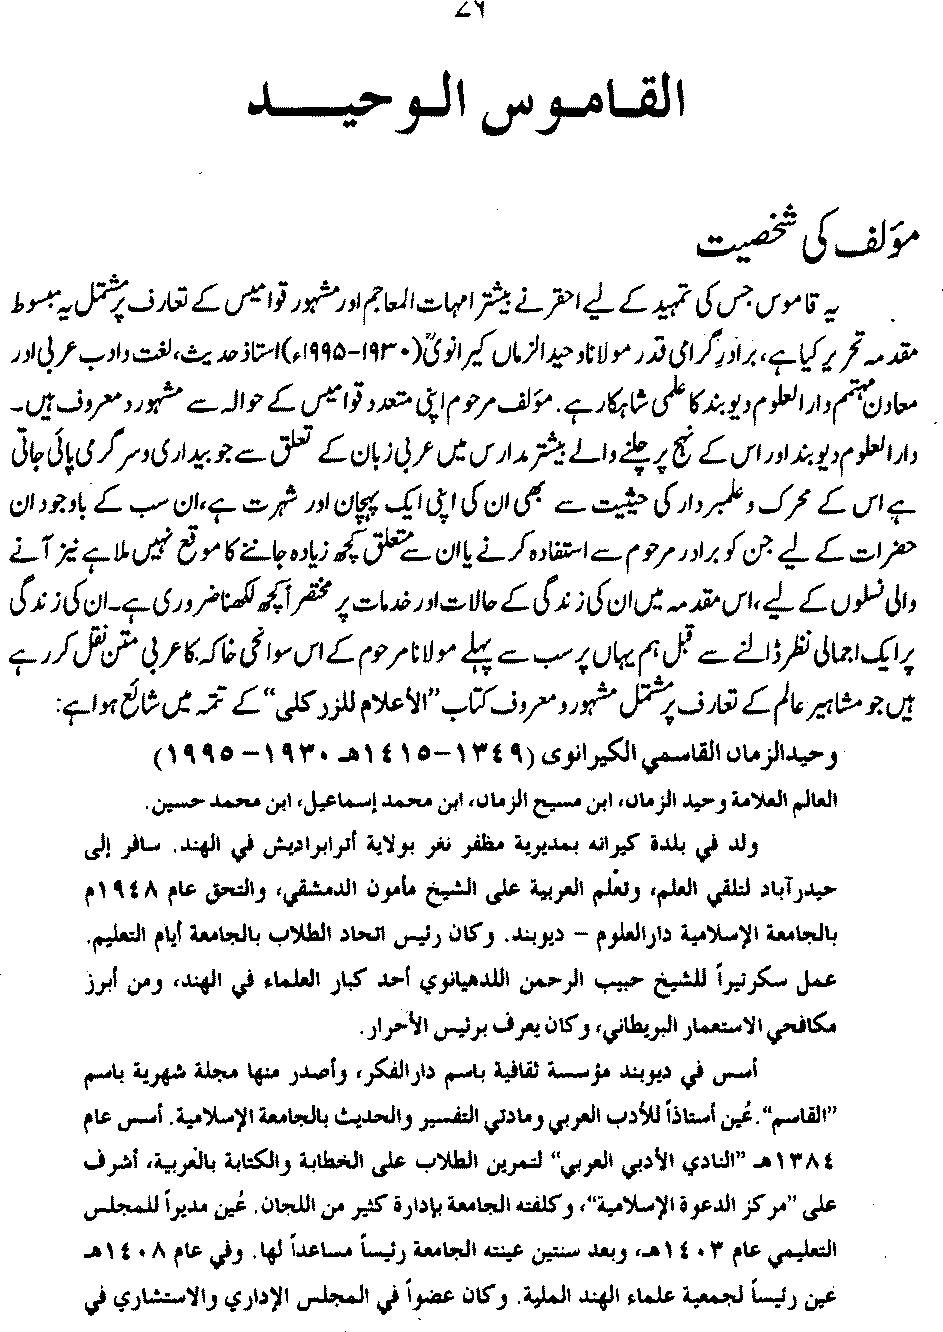 ۷۶
القاموس الوحيد
مؤلف کی شخصیت
یہ قاموس جس کی تمہید کے لیے احقر نے بیشتر امہات المعاجم اور مشہور قوامیس کے تعارف پر مشتمل یہ مبسوط
مقدمہ تحریر کیا ہے، برادرِ گرامی قدر مولانا وحید الزماں کیرانویؒ (۱۹۳۰-۱۹۹۵ء) استاذ حدیث، لغت و ادب عربی اور
معاون مہتمم دار العلوم دیوبند کا علمی شاہکار ہے۔ مؤلف مرحوم اپنی متعدد قوامیس کے حوالہ سے مشہور و معروف ہیں۔
دار العلوم دیوبند اور اس کے نہج پر چلنے والے بیشتر مدارس میں عربی زبان کے تعلق سے جو بیداری و سرگرمی پائی جاتی
ہے اس کے محرک و علمبردار کی حیثیت سے بھی ان کی اپنی ایک پہچان اور شہرت ہے، ان سب کے باوجود ان
حضرات کے لیے جن کو برادر مرحوم سے استفادہ کرنے یا ان سے متعلق کچھ زیادہ جاننے کا موقع نہیں ملا ہے نیز آنے
والی نسلوں کے لیے، اس مقدمہ میں ان کی زندگی کے حالات اور خدمات پر مختصراً کچھ لکھنا ضروری ہے۔ ان کی زندگی
پر ایک اجمالی نظر ڈالنے سے قبل ہم یہاں پر سب سے پہلے مولانا مرحوم کے اس سوانحی خاکہ کا عربی متن نقل کر رہے
ہیں جو مشاہیر عالم کے تعارف پر مشتمل مشہور و معروف کتاب "الأعلام للزركلى" کے تتمہ میں شائع ہوا ہے:
وحيدالزمان القاسمي الكيرانوى (١٣٤٩-١٤١٥هـ ١٩٣٠-١٩٩٥)
العالم العلامة وحيد الزمان، ابن مسيح الزمان، ابن محمد إسماعيل، ابن محمد حسين.
ولد في بلدة كيرانه بمديرية مظفر نغر بولاية أترابراديش في الهند. سافر إلى
حيدرآباد لتلقي العلم، وتعلم العربية على الشيخ مأمون الدمشقي، والتحق عام ١٩٤٨م
بالجامعة الإسلامية دارالعلوم - ديوبند. وكان رئيس اتحاد الطلاب بالجامعة أيام التعليم.
عمل سكرتيراً للشيخ حبيب الرحمن اللدهيانوي أحد كبار العلماء في الهند، ومن أبرز
مكافحي الاستعمار البريطاني، وكان يعرف برئيس الأحرار.
أسس في ديوبند مؤسسة ثقافية باسم دارالفكر، وأصدر منها مجلة شهرية باسم
"القاسم". عُين أستاذاً للأدب العربي ومادتي التفسير والحديث بالجامعة الإسلامية. أسس عام
١٣٨٤هـ "النادي الأدبي العربي" لتمرين الطلاب على الخطابة والكتابة بالعربية، أشرف
على "مركز الدعوة الإسلامية"، وكلفته الجامعة بإدارة كثير من اللجان. عُين مديراً للمجلس
التعليمي عام ١٤٠٣هـ، وبعد سنتين عينته الجامعة رئيساً مساعداً لها. وفي عام ١٤٠٨هـ
عين رئيساً لجمعية علماء الهند الملية. وكان عضواً في المجلس الإداري والاستشاري في